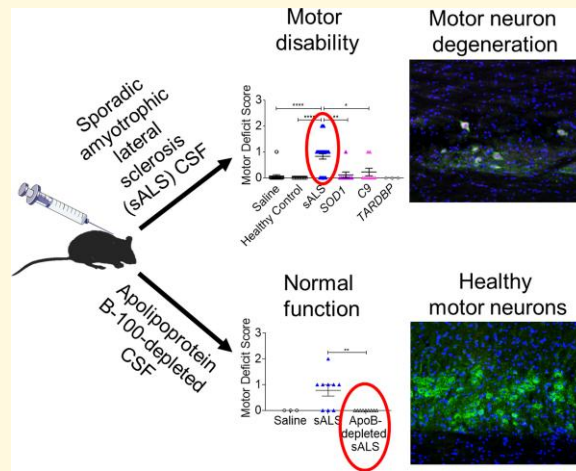 Motor
disability
Motor neuron
degeneration
Sporadic
amyotrophic
lateral
sclerosis
(sALS) CSF
Motor Deficit Score
3
2
1
0
****
*
****
**
Saline
Healthy Control
sALS
SOD1
C9
TARDBP
Apolipoprotein
B-100-depleted
CSF
Normal
function
Healthy
motor neurons
Motor Deficit Score
3
2
1
0
**
Saline
sALS
ApoB-
depleted
sALS